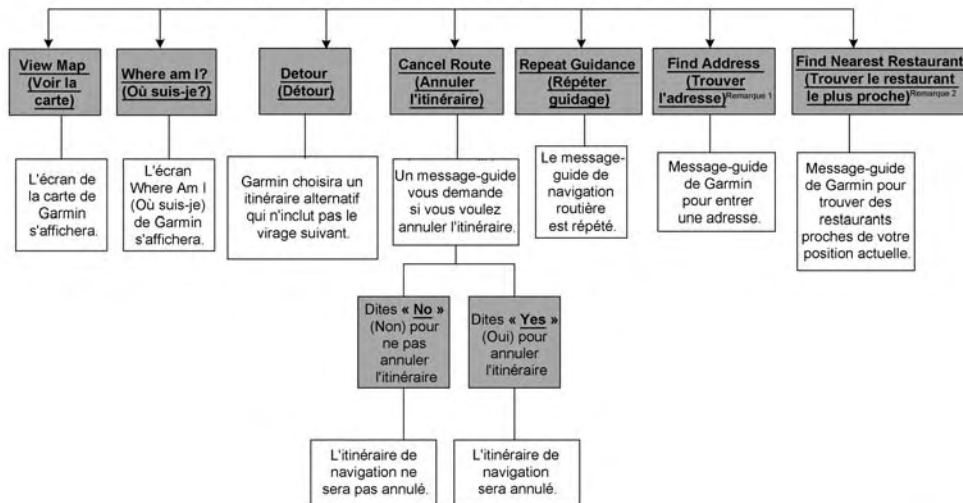 View Map
(Voir la
carte)
Where am I?
(Où suis-je?)
Detour
(Détour)
Cancel Route
(Annuler
l'itinéraire)
Repeat Guidance
(Répéter
guidage)
Find Address
(Trouver
l'adresse)Remarque 1
Find Nearest Restaurant
(Trouver le restaurant
le plus proche)Remarque 2
L'écran de
la carte de
Garmin
s'affichera.
L'écran
Where Am I
(Où suis-je)
de Garmin
s'affichera.
Garmin choisira un
itinéraire alternatif
qui n'inclut pas le
virage suivant.
Un message-guide
vous demande
si vous voulez
annuler l'itinéraire.
Le message-
guide de
navigation
routière
est répété.
Message-guide
de Garmin
pour entrer
une adresse.
Message-guide
de Garmin pour
trouver des
restaurants
proches de votre
position actuelle.
Dites « No »
(Non) pour
ne pas
annuler
l'itinéraire
Dites « Yes »
(Oui) pour
annuler
l'itinéraire
L'itinéraire de
navigation ne
sera pas annulé.
L'itinéraire de
navigation
sera annulé.